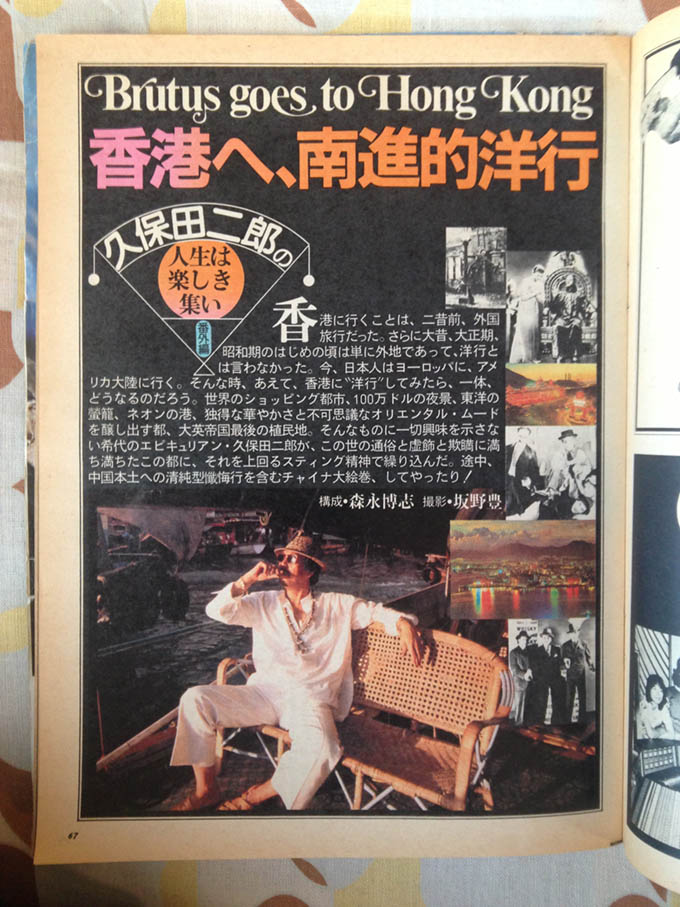 Brutus goes to Hong Kong
香港へ、南進的洋行
久保田二郎の
人生は
楽しき
集い
番外編
香港に行くことは、二昔前、外国
旅行だった。さらに大昔、大正期、
昭和期のはじめの頃は単に外地であって、洋行と
は言わなかった。今、日本人はヨーロッパに、アメ
リカ大陸に行く。そんな時、あえて、香港に"洋行"してみたら、一体、
どうなるのだろう。世界のショッピング都市、100万ドルの夜景、東洋の
螢籠、ネオンの港、独得な華やかさと不可思議なオリエンタル・ムード
を醸し出す都、大英帝国最後の植民地。そんなものに一切興味を示さな
い希代のエピキュリアン・久保田二郎が、この世の通俗と虚飾と欺瞞に満
ち満ちたこの都に、それを上回るスティング精神で繰り込んだ。途中、
中国本土への清純型懺悔行を含むチャイナ大絵巻、してやったり!
構成・森永博志 撮影・坂野豊
WHISKY
67